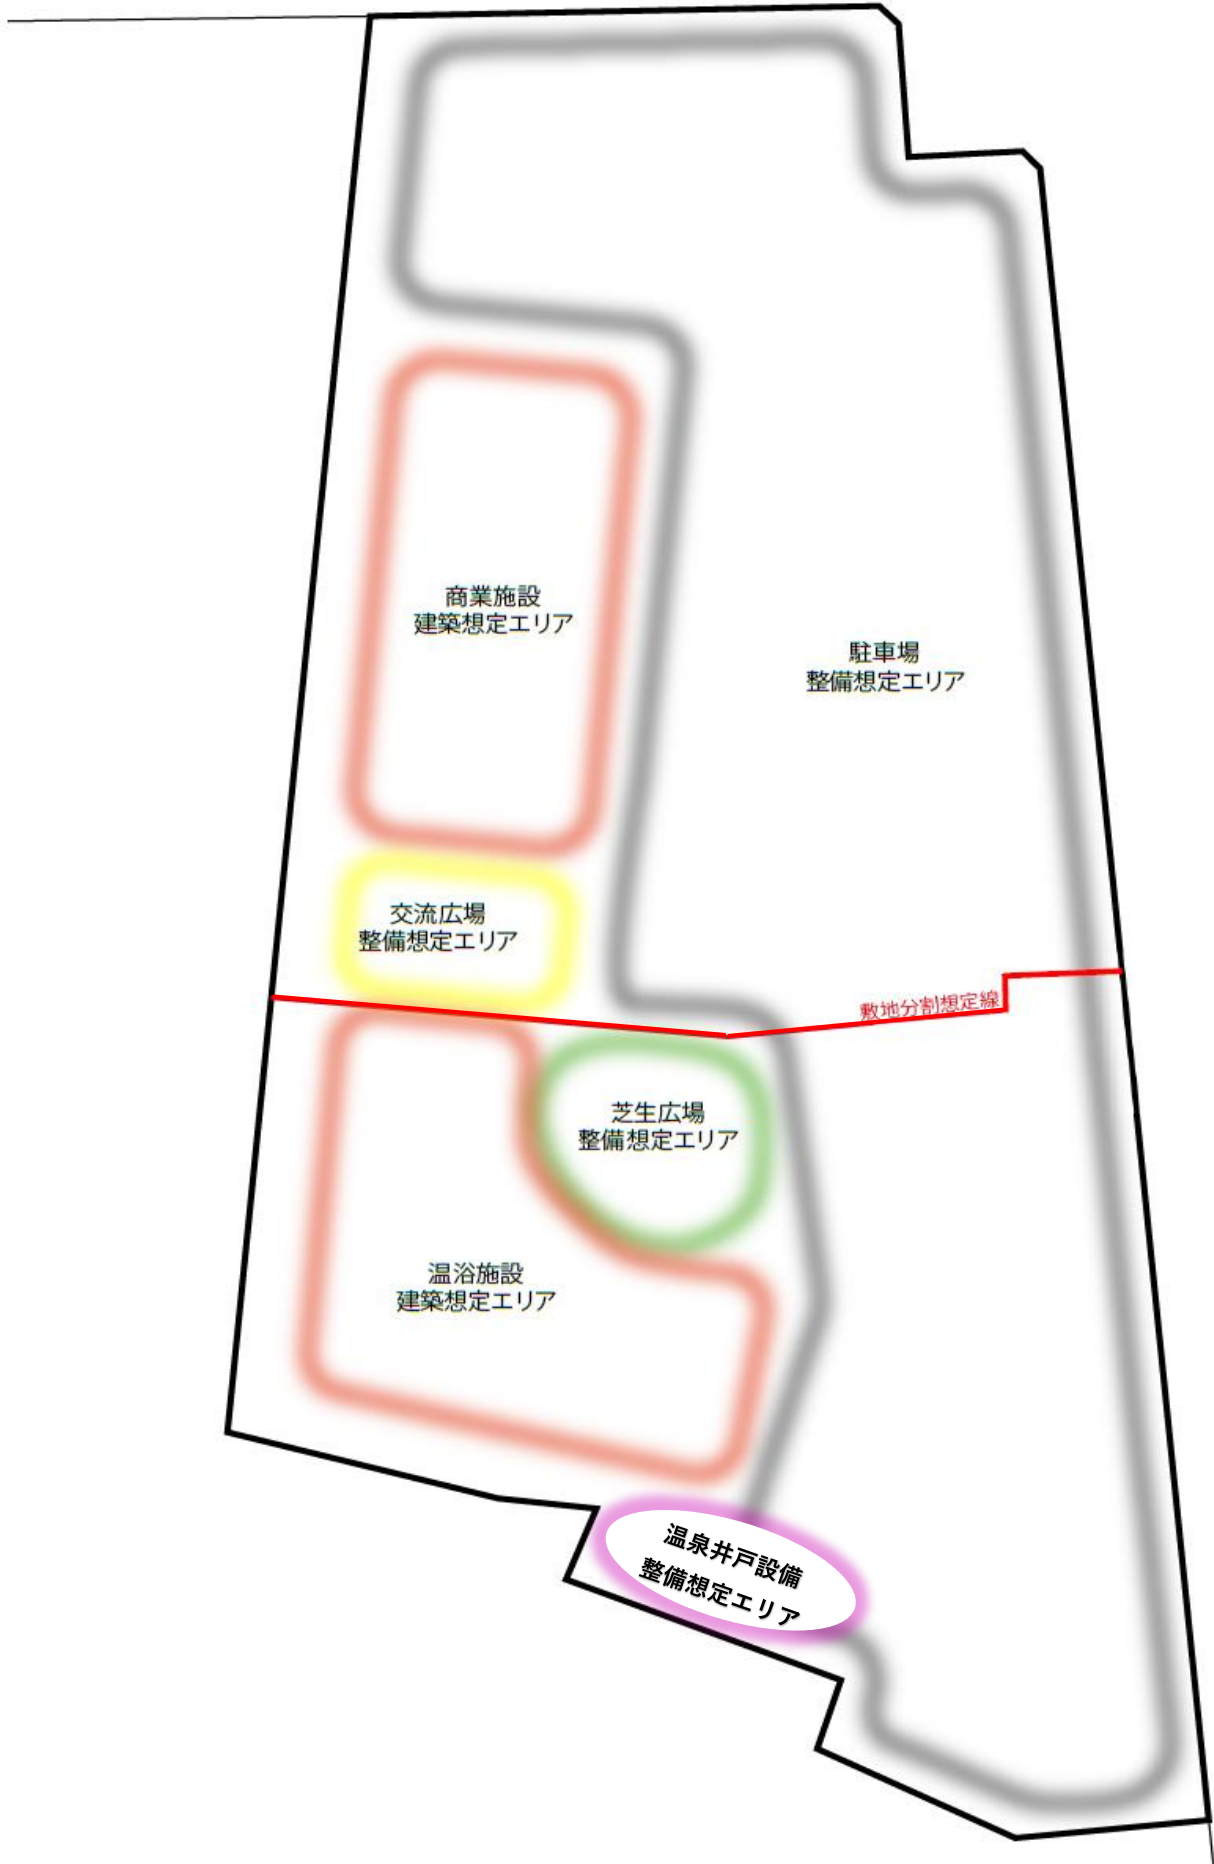 商業施設
建築想定エリア
駐車場
整備想定エリア
交流広場
整備想定エリア
敷地分割想定線
芝生広場
整備想定エリア
温浴施設
建築想定エリア
温泉井戸設備
整備想定エリア